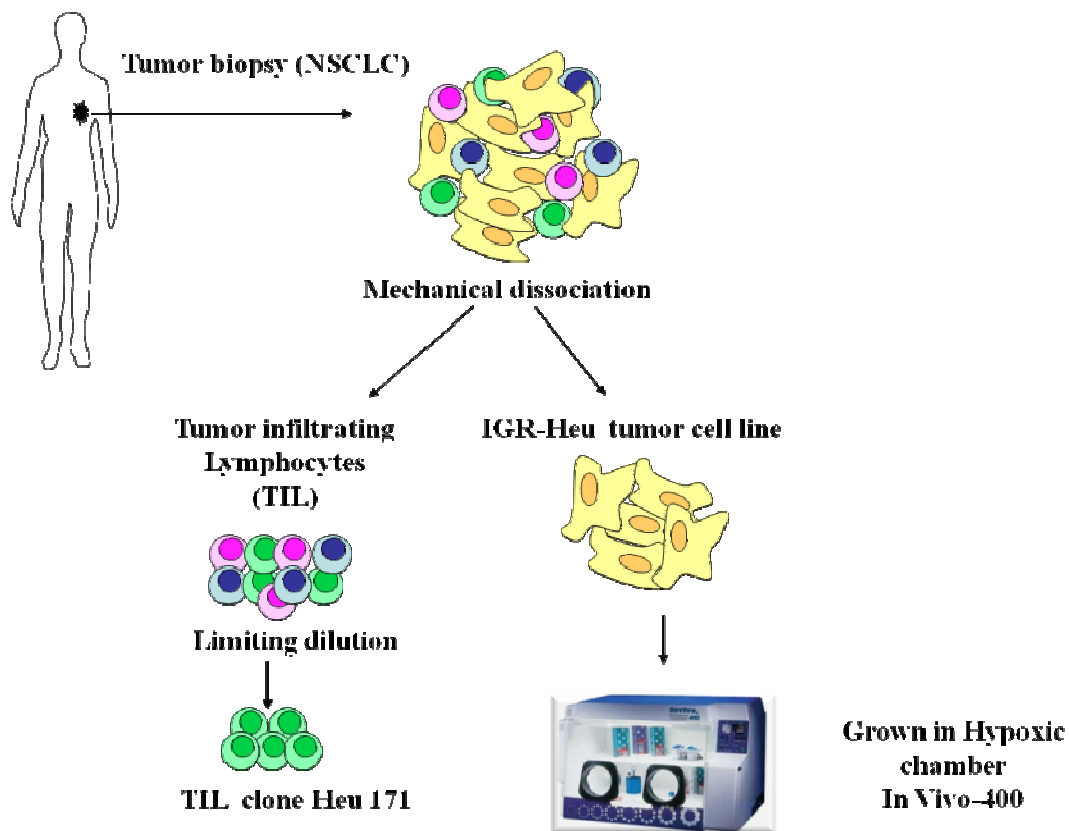 Tumor biopsy (NSCLC)
Mechanical dissociation
Tumor infiltrating
Lymphocytes
(TIL)
IGR-Heu tumor cell line
Limiting dilution
TIL clone Heu 171
Grown in Hypoxic
chamber
In Vivo-400